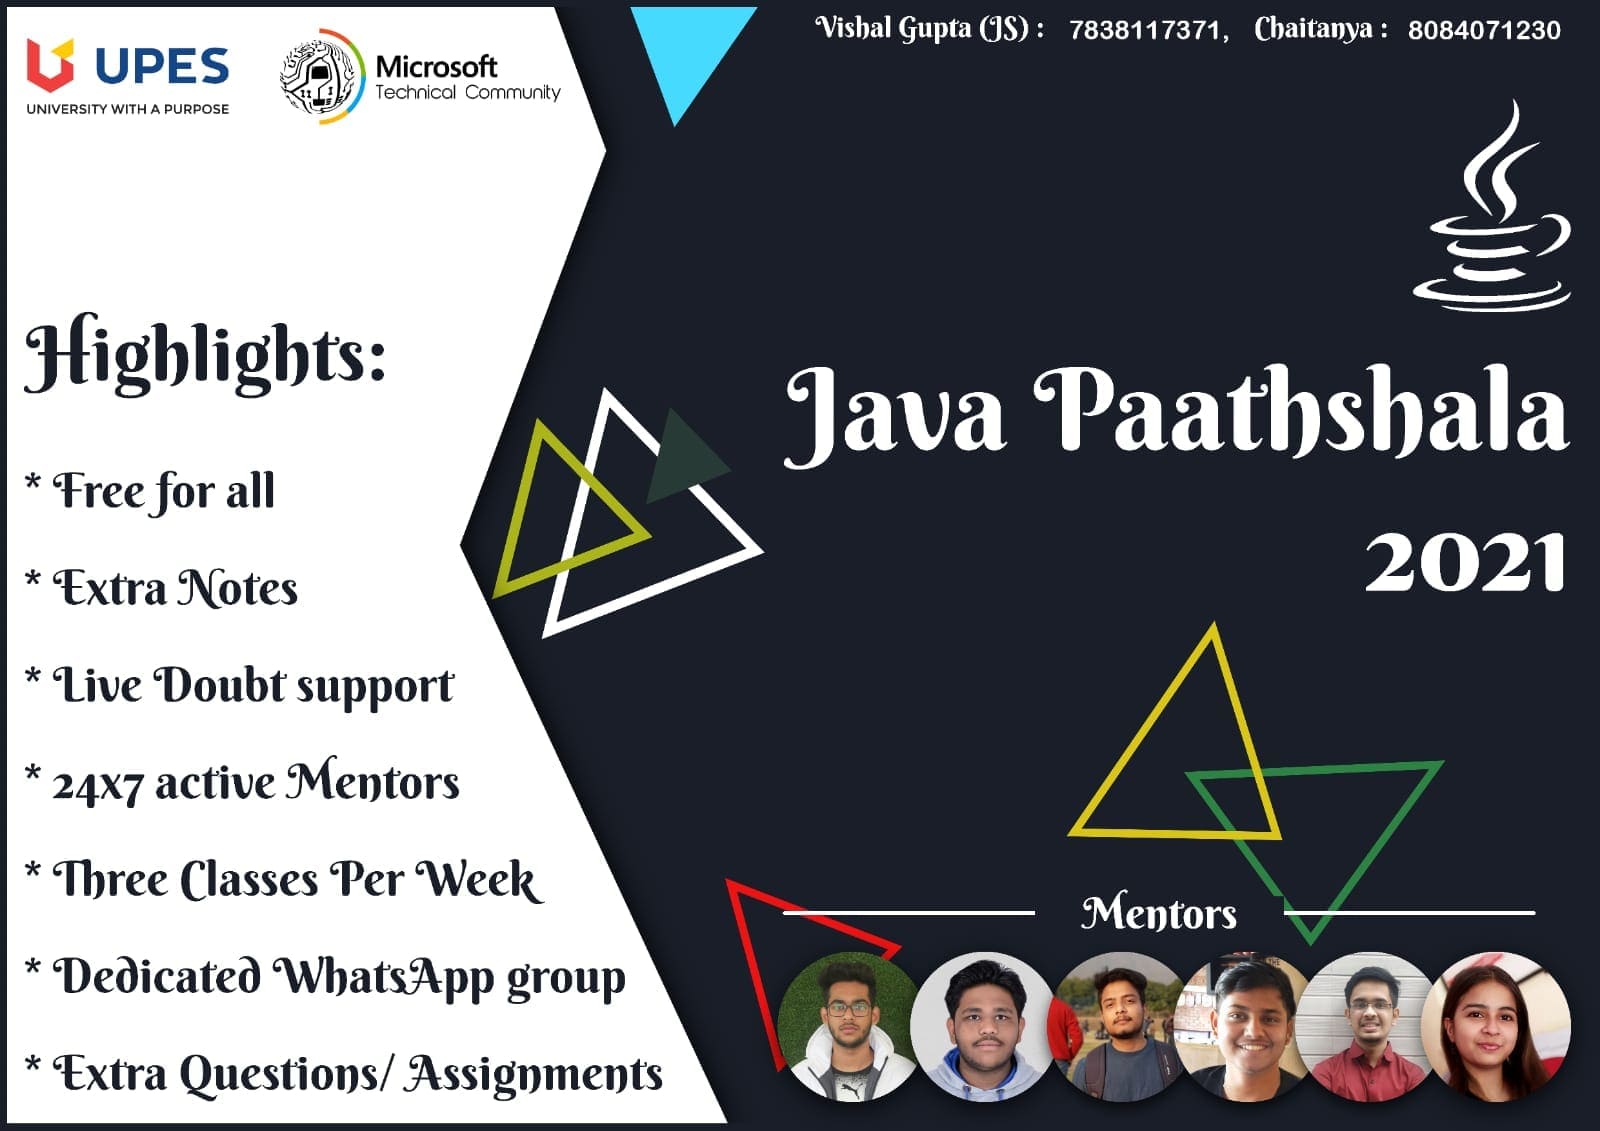 UPES
UNIVERSITY WITH A PURPOSE
Microsoft
Technical Community
Vishal Gupta (JS) : 7838117371, Chaitanya : 8084071230
Highlights:
* Free for all
* Extra Notes
* Live Doubt support
* 24x7 active Mentors
* Three Classes Per Week
* Dedicated WhatsApp group
* Extra Questions/ Assignments
Java Paathshala
2021
Mentors